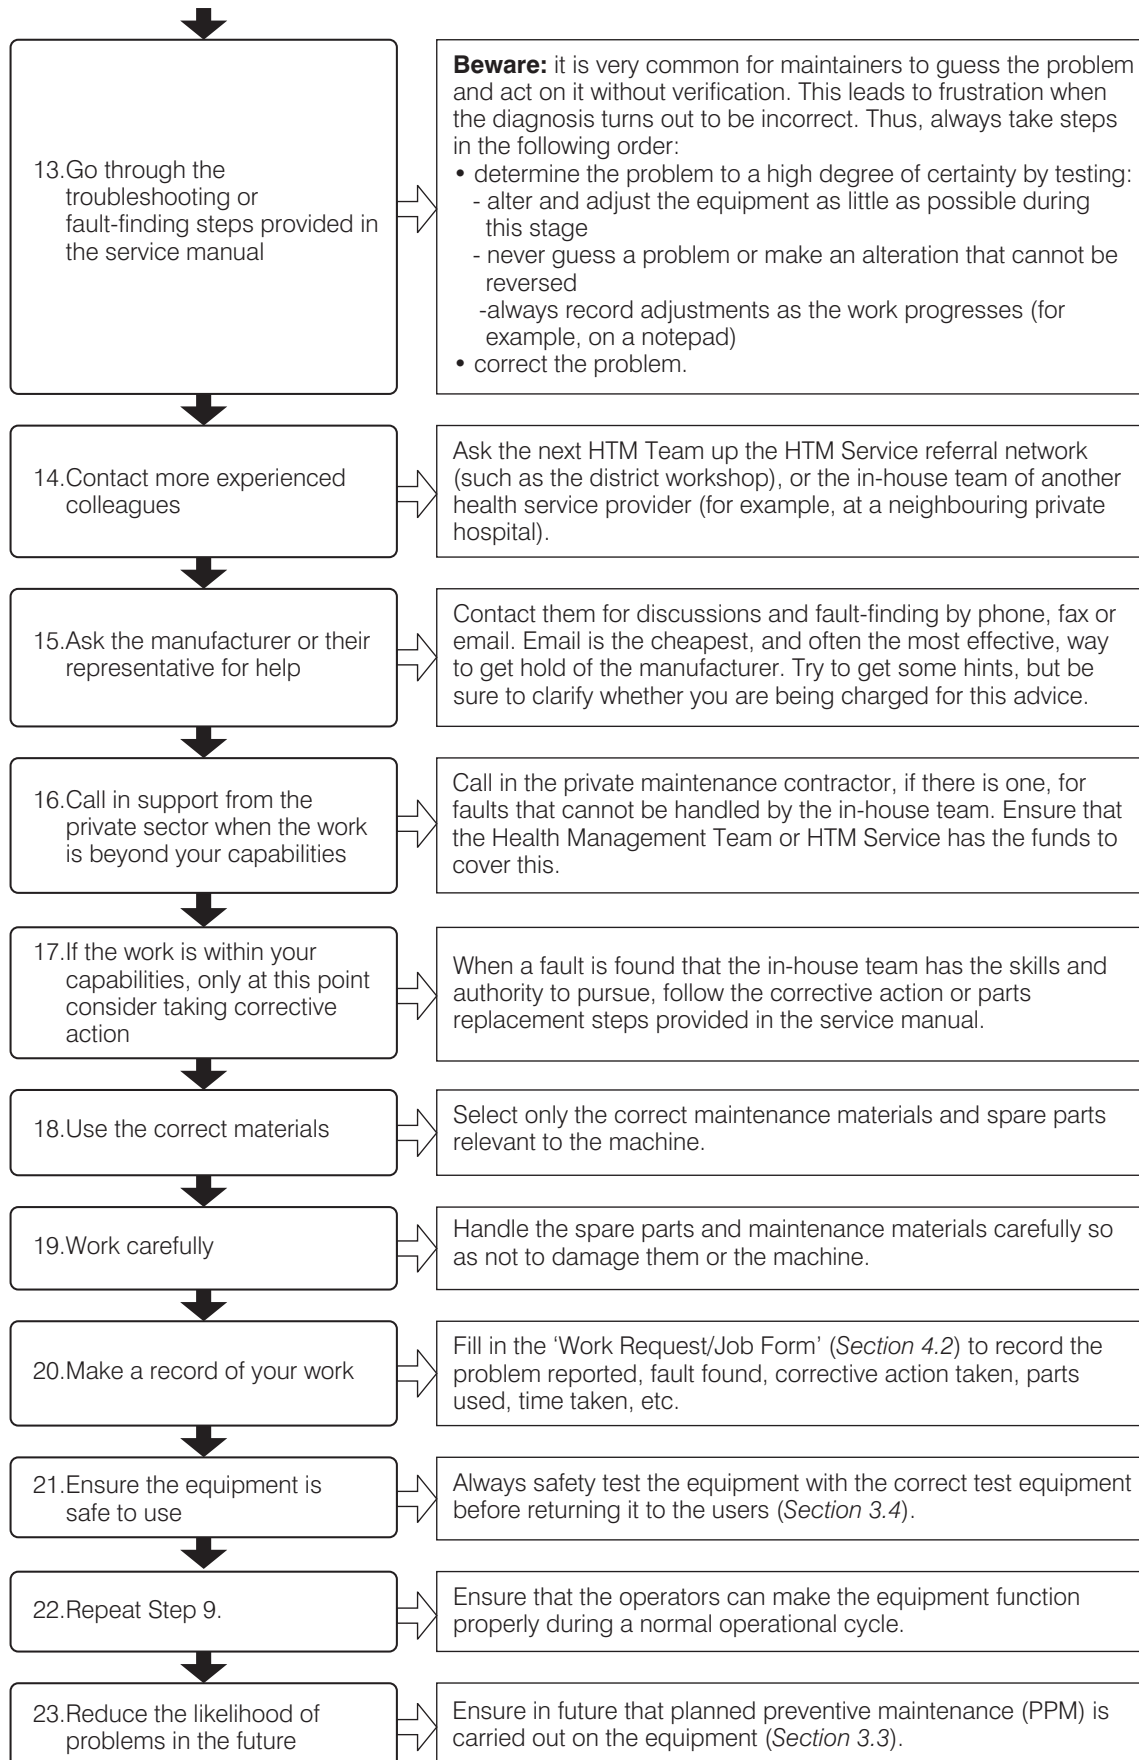 13.Go through the
troubleshooting or
fault-finding steps provided in
the service manual
Beware: it is very common for maintainers to guess the problem
and act on it without verification. This leads to frustration when
the diagnosis turns out to be incorrect. Thus, always take steps
in the following order:
• determine the problem to a high degree of certainty by testing:
- alter and adjust the equipment as little as possible during
this stage
- never guess a problem or make an alteration that cannot be
reversed
-always record adjustments as the work progresses (for
example, on a notepad)
• correct the problem.
14.Contact more experienced
colleagues
Ask the next HTM Team up the HTM Service referral network
(such as the district workshop), or the in-house team of another
health service provider (for example, at a neighbouring private
hospital).
15.Ask the manufacturer or their
representative for help
Contact them for discussions and fault-finding by phone, fax or
email. Email is the cheapest, and often the most effective, way
to get hold of the manufacturer. Try to get some hints, but be
sure to clarify whether you are being charged for this advice.
16.Call in support from the
private sector when the work
is beyond your capabilities
Call in the private maintenance contractor, if there is one, for
faults that cannot be handled by the in-house team. Ensure that
the Health Management Team or HTM Service has the funds to
cover this.
17.If the work is within your
capabilities, only at this point
consider taking corrective
action
When a fault is found that the in-house team has the skills and
authority to pursue, follow the corrective action or parts
replacement steps provided in the service manual.
18.Use the correct materials
Select only the correct maintenance materials and spare parts
relevant to the machine.
19.Work carefully
Handle the spare parts and maintenance materials carefully so
as not to damage them or the machine.
20.Make a record of your work
Fill in the ‘Work Request/Job Form’ (Section 4.2) to record the
problem reported, fault found, corrective action taken, parts
used, time taken, etc.
21.Ensure the equipment is
safe to use
Always safety test the equipment with the correct test equipment
before returning it to the users (Section 3.4).
22.Repeat Step 9.
Ensure that the operators can make the equipment function
properly during a normal operational cycle.
23.Reduce the likelihood of
problems in the future
Ensure in future that planned preventive maintenance (PPM) is
carried out on the equipment (Section 3.3).